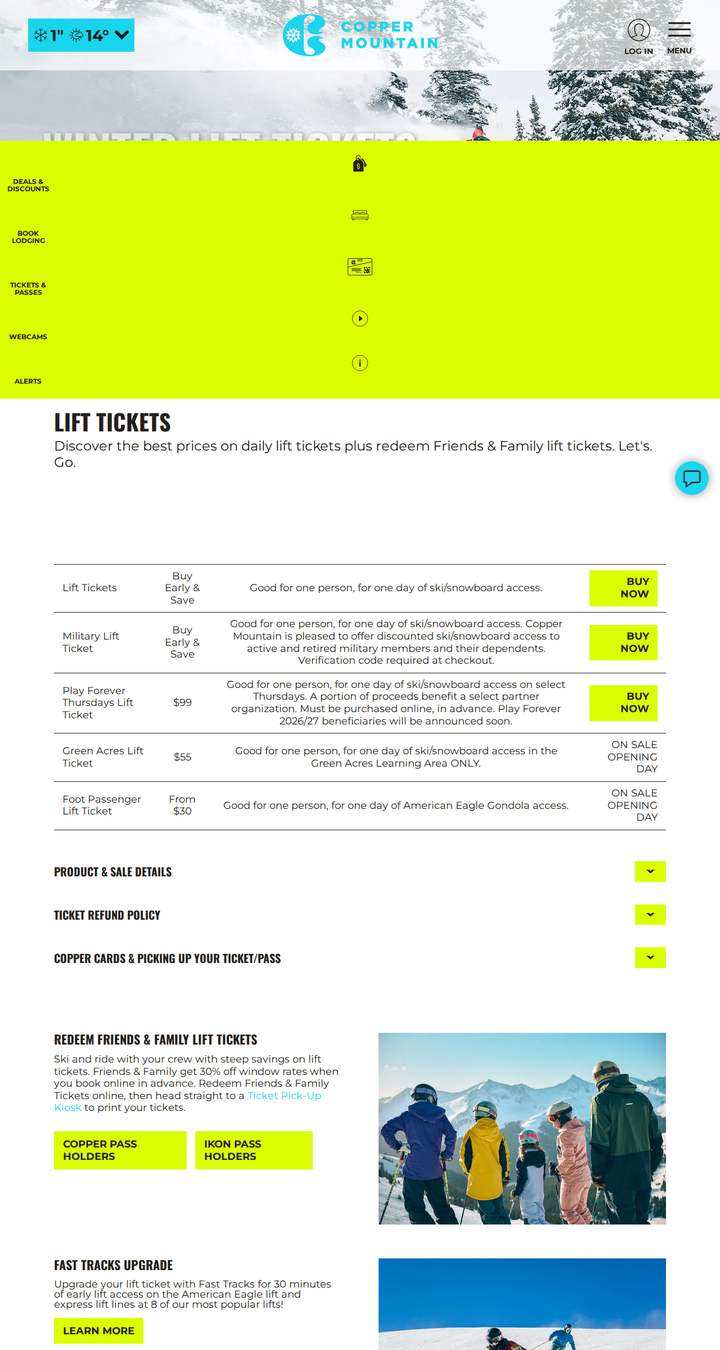 1" 14°
COPPER
MOUNTAIN
LOG IN
MENU
WINTER LIFT TICKETS
DEALS &
DISCOUNTS
BOOK
LODGING
TICKETS &
PASSES
WEBCAMS
ALERTS
LIFT TICKETS
Discover the best prices on daily lift tickets plus redeem Friends & Family lift tickets. Let's.
Go.
Lift Tickets
Buy
Early &
Save
Good for one person, for one day of ski/snowboard access.
BUY
NOW
Military Lift
Ticket
Buy
Early &
Save
Good for one person, for one day of ski/snowboard access. Copper
Mountain is pleased to offer discounted ski/snowboard access to
active and retired military members and their dependents.
Verification code required at checkout.
BUY
NOW
Play Forever
Thursdays Lift
Ticket
$99
Good for one person, for one day of ski/snowboard access on select
Thursdays. A portion of proceeds benefit a select partner
organization. Must be purchased online, in advance. Play Forever
2026/27 beneficiaries will be announced soon.
BUY
NOW
Green Acres Lift
Ticket
$55
Good for one person, for one day of ski/snowboard access in the
Green Acres Learning Area ONLY.
ON SALE
OPENING
DAY
Foot Passenger
Lift Ticket
From
$30
Good for one person, for one day of American Eagle Gondola access.
ON SALE
OPENING
DAY
PRODUCT & SALE DETAILS
TICKET REFUND POLICY
COPPER CARDS & PICKING UP YOUR TICKET/PASS
REDEEM FRIENDS & FAMILY LIFT TICKETS
Ski and ride with your crew with steep savings on lift
tickets. Friends & Family get 30% off window rates when
you book online in advance. Redeem Friends & Family
Tickets online, then head straight to a Ticket Pick-Up
Kiosk to print your tickets.
COPPER PASS
HOLDERS
IKON PASS
HOLDERS
FAST TRACKS UPGRADE
Upgrade your lift ticket with Fast Tracks for 30 minutes
of early lift access on the American Eagle lift and
express lift lines at 8 of our most popular lifts!
LEARN MORE